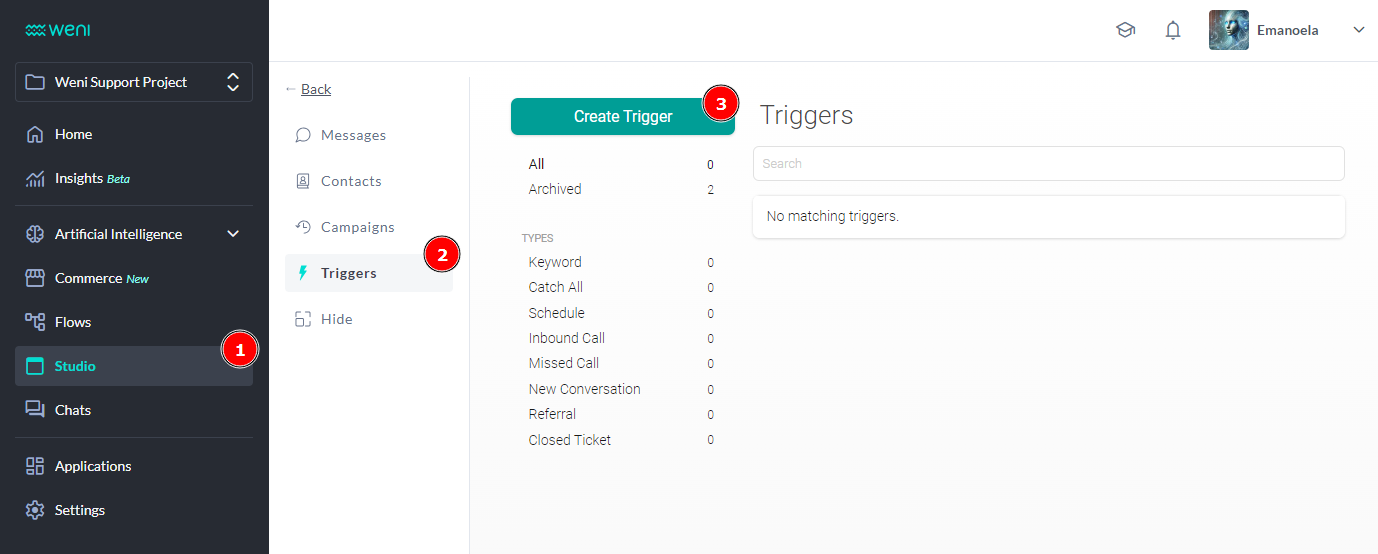 weni
Emanoela
Weni Support Project
Home
Insights Beta
Artificial Intelligence
Commerce New
Flows
Studio
1
Chats
Applications
Settings
← Back
Messages
Contacts
Campaigns
Triggers
2
Hide
Create Trigger
3
All 0
Archived 2
TYPES
Keyword 0
Catch All 0
Schedule 0
Inbound Call 0
Missed Call 0
New Conversation 0
Referral 0
Closed Ticket 0
Triggers
Search
No matching triggers.